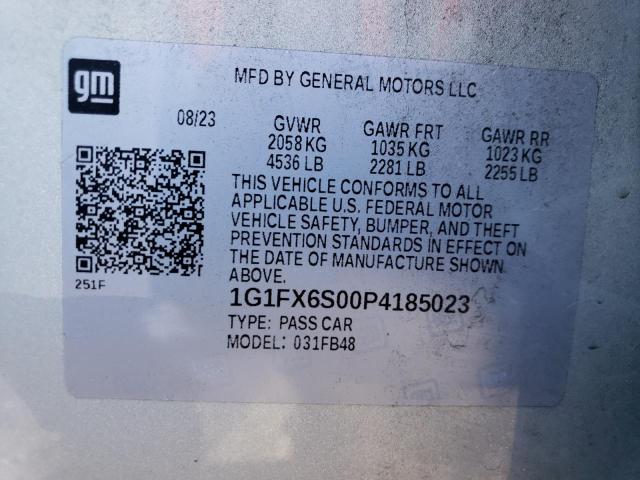 gm
MFD BY GENERAL MOTORS LLC
08/23
GVWR GAWR FRT GAWR RR
2058 KG 1035 KG 1023 KG
4536 LB 2281 LB 2255 LB
THIS VEHICLE CONFORMS TO ALL
APPLICABLE U.S. FEDERAL MOTOR
VEHICLE SAFETY, BUMPER, AND THEFT
PREVENTION STANDARDS IN EFFECT ON
THE DATE OF MANUFACTURE SHOWN
ABOVE.
251F
1G1FX6S00P4185023
TYPE: PASS CAR
MODEL: 031FB48